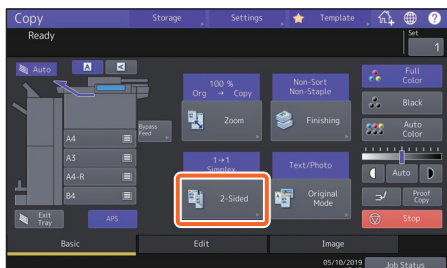 Copy
Storage
Settings
Template
?
Ready
Set
1
Auto
A
A
100 %
Org → Copy
Non-Sort
Non-Staple
Full
Color
Zoom
Finishing
Black
Bypass
Feed
Auto
Color
A4
A3
A4-R
B4
1→1
Simplex
Text/Photo
Auto
2-Sided
Original
Mode
Proof
Copy
Exit
Tray
APS
Stop
Basic
Edit
Image
05/10/2019
Job Status